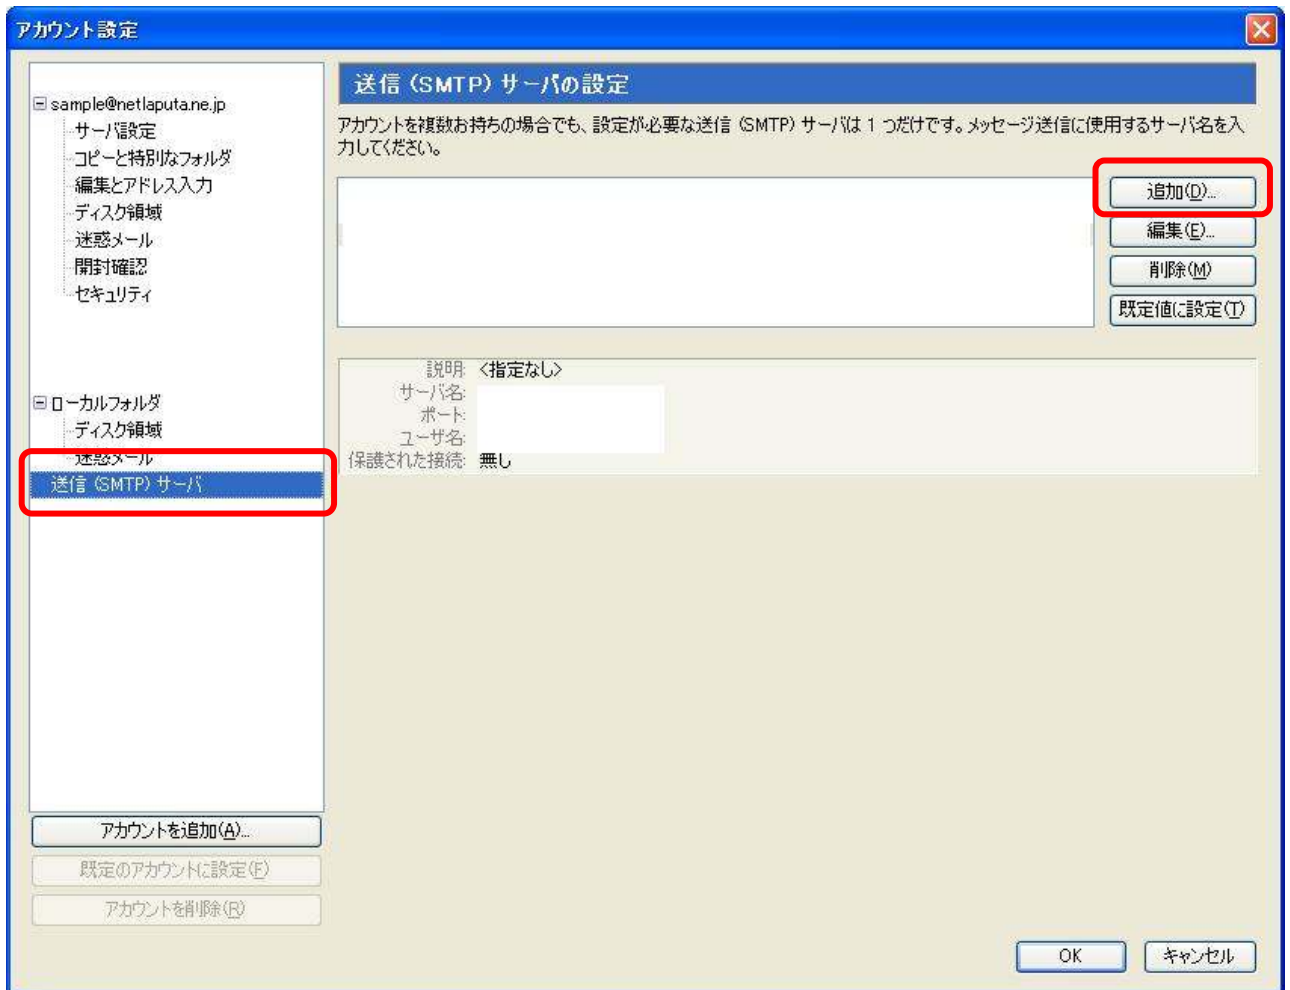 アカウント設定
sample@netlaputa.ne.jp
サーバ設定
コピーと特別なフォルダ
編集とアドレス入力
ディスク領域
迷惑メール
開封確認
セキュリティ
ローカルフォルダ
ディスク領域
迷惑メール
送信 (SMTP) サーバ
アカウントを追加(A)...
既定のアカウントに設定(F)
アカウントを削除(R)
送信 (SMTP) サーバの設定
アカウントを複数お持ちの場合でも、設定が必要な送信 (SMTP) サーバは 1 つだけです。メッセージ送信に使用するサーバ名を入
力してください。
追加(D)...
編集(E)...
削除(M)
既定値に設定(T)
説明: <指定なし>
サーバ名:
ポート:
ユーザ名:
保護された接続: 無し
OK
キャンセル